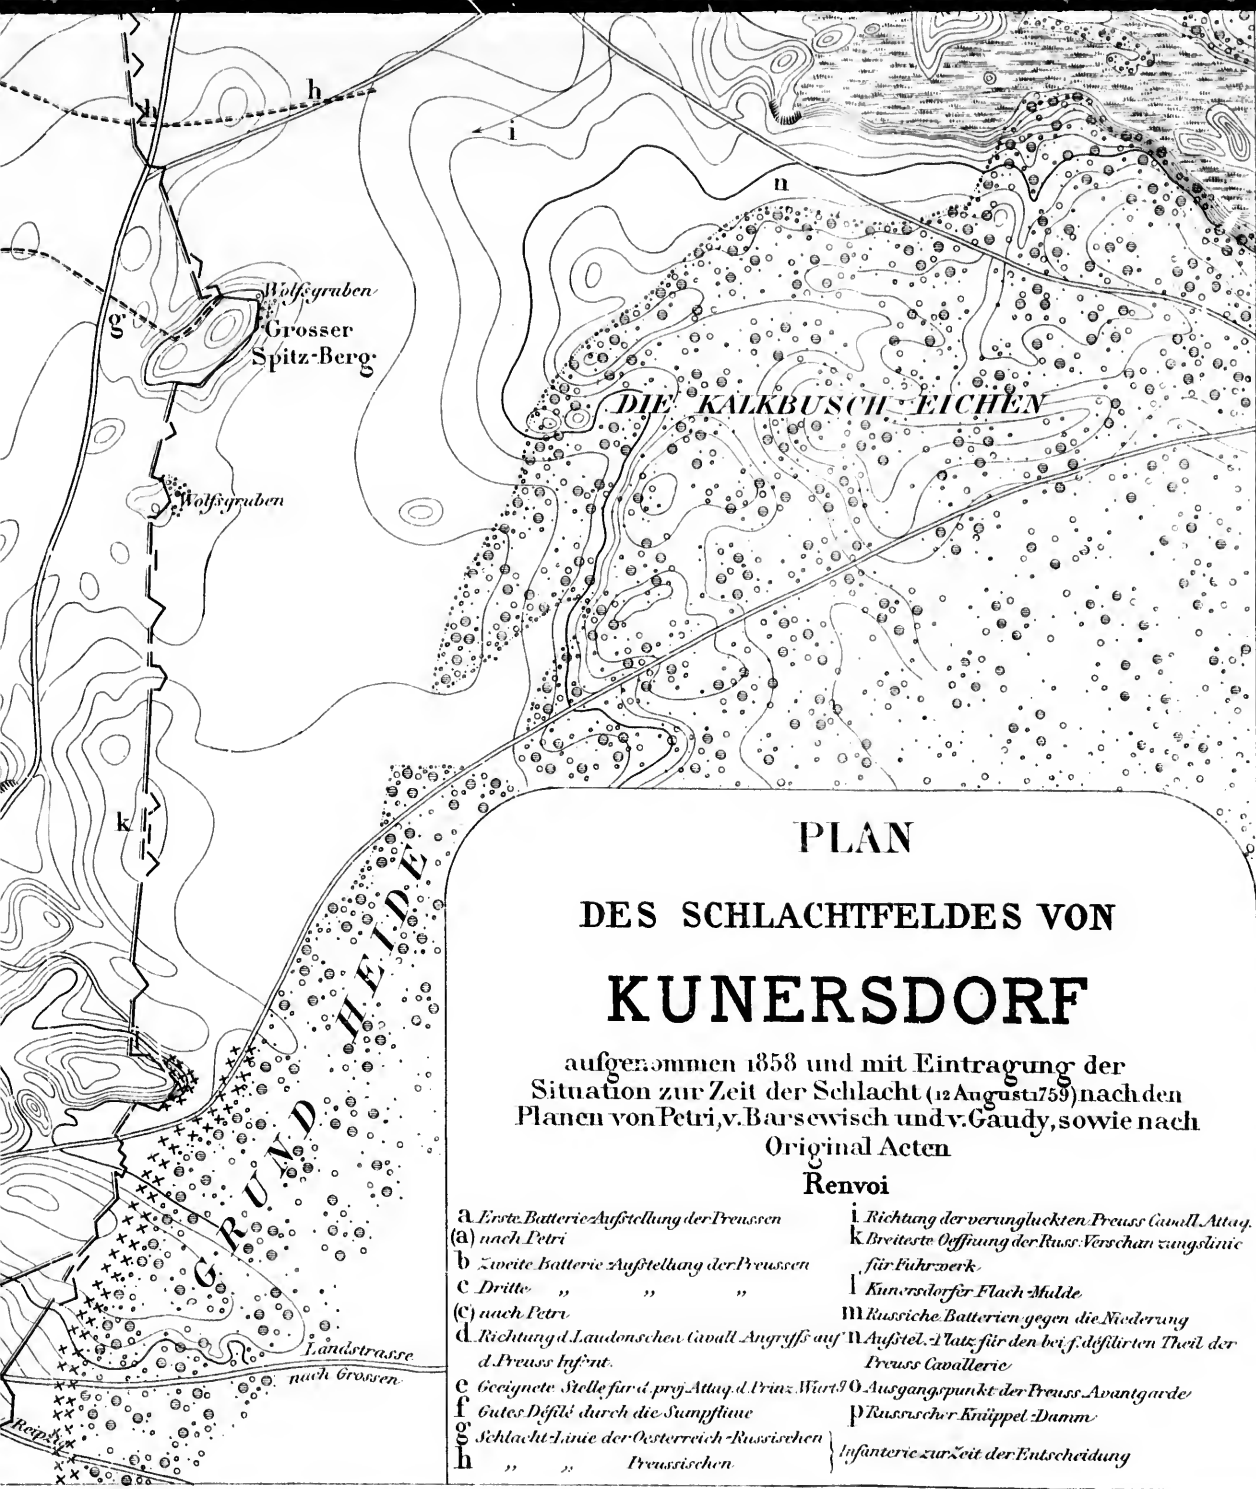 h
h
i
n
Wolfsgruben
g
Grosser
Spitz-Berg
DIE KALKBUSCH-EICHEN
Wolfsgruben
k
GRUND HEIDE
Landstrasse
nach Grossen
Reipzig
PLAN
DES SCHLACHTFELDES VON
KUNERSDORF
aufgenommen 1858 und mit Eintragung der
Situation zur Zeit der Schlacht (12 August 1759) nach den
Planen von Petri, v. Barsewisch und v. Gaudy, sowie nach
Original Acten
Renvoi
a Erste Batterie-Aufstellung der Preussen
(a) nach Petri
b Zweite Batterie-Aufstellung der Preussen
c Dritte „ „ „
(c) nach Petri
d Richtung d. Laudonschen Cavall. Angriffs auf
d. Preuss Infent.
e Geeignete Stelle für d. proj. Attaq. d. Prinz. Würt
f Gutes Défilé durch die Sumpflinie
g Schlacht-Linie der Oesterreich-Russischen
h „ „ Preussischen
Infanterie zur Zeit der Entscheidung
i Richtung der verungluckten Preuss Cavall. Attaq.
k Breiteste Oeffnung der Russ. Verschanzungslinie
für Fuhrwerk
l Kunersdorfer Flach-Mulde
m Russiche Batterien gegen die Niederung
n Aufstel.-Platz für den bei f. défilirten Theil der
Preuss Cavallerie
o Ausgangspunkt der Preuss. Avantgarde
p Russischer Knüppel-Damm